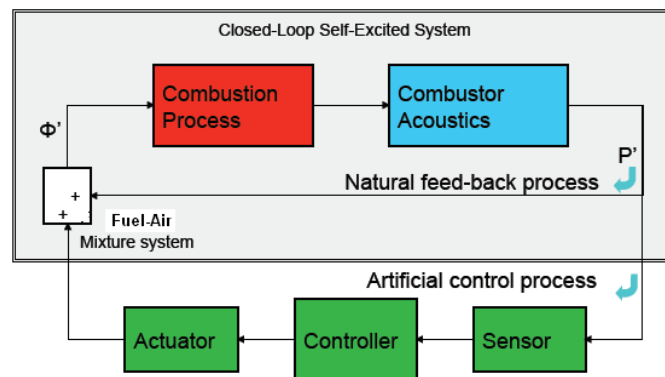 Closed-Loop Self-Excited System
Combustion
Process
Combustor
Acoustics
Φ'
P'
Natural feed-back process
+
+
Fuel-Air
Mixture system
Artificial control process
Actuator
Controller
Sensor